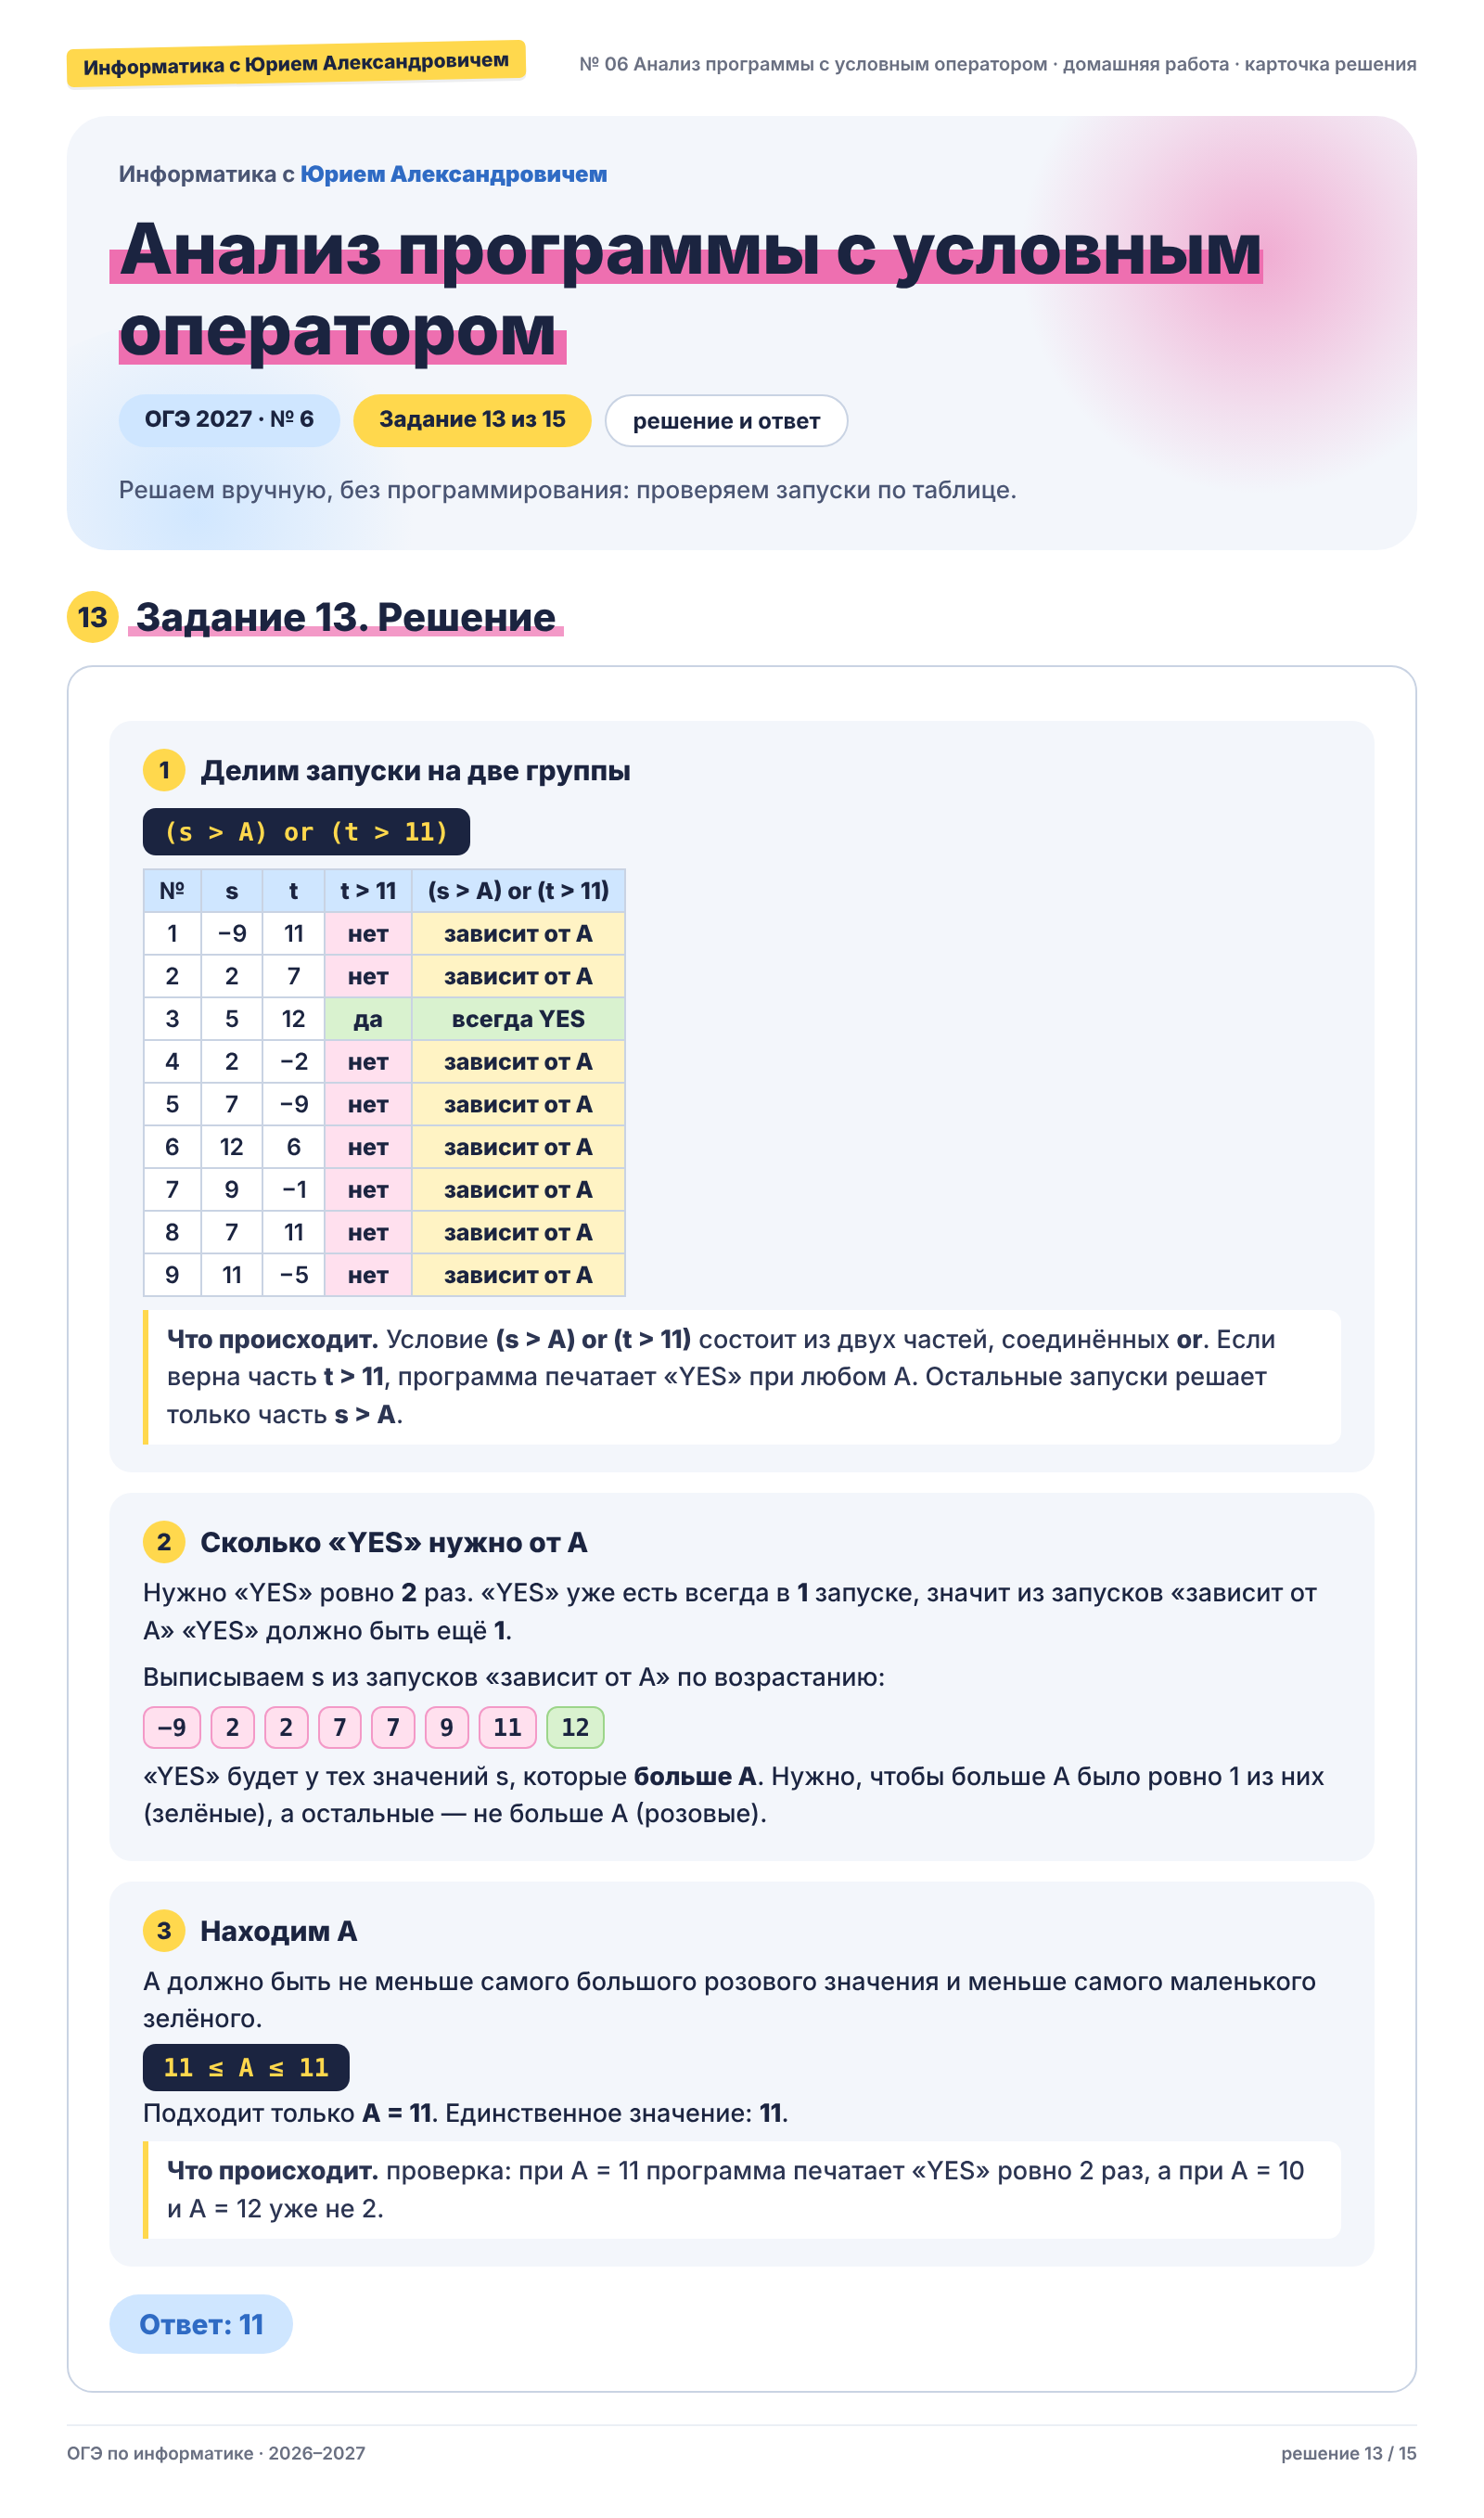 Информатика с Юрием Александровичем
№ 06 Анализ программы с условным оператором · домашняя работа · карточка решения
Информатика с Юрием Александровичем
Анализ программы с условным
оператором
ОГЭ 2027 · № 6
Задание 13 из 15
решение и ответ
Решаем вручную, без программирования: проверяем запуски по таблице.
13 Задание 13. Решение
1 Делим запуски на две группы
(s > A) or (t > 11)
№ s t t > 11 (s > A) or (t > 11)
1 −9 11 нет зависит от A
2 2 7 нет зависит от A
3 5 12 да всегда YES
4 2 −2 нет зависит от A
5 7 −9 нет зависит от A
6 12 6 нет зависит от A
7 9 −1 нет зависит от A
8 7 11 нет зависит от A
9 11 −5 нет зависит от A
Что происходит. Условие (s > A) or (t > 11) состоит из двух частей, соединённых or. Если
верна часть t > 11, программа печатает «YES» при любом A. Остальные запуски решает
только часть s > A.
2 Сколько «YES» нужно от A
Нужно «YES» ровно 2 раз. «YES» уже есть всегда в 1 запуске, значит из запусков «зависит от
A» «YES» должно быть ещё 1.
Выписываем s из запусков «зависит от A» по возрастанию:
−9 2 2 7 7 9 11 12
«YES» будет у тех значений s, которые больше A. Нужно, чтобы больше A было ровно 1 из них
(зелёные), а остальные — не больше A (розовые).
3 Находим A
A должно быть не меньше самого большого розового значения и меньше самого маленького
зелёного.
11 ≤ A ≤ 11
Подходит только A = 11. Единственное значение: 11.
Что происходит. проверка: при A = 11 программа печатает «YES» ровно 2 раз, а при A = 10
и A = 12 уже не 2.
Ответ: 11
ОГЭ по информатике · 2026–2027
решение 13 / 15